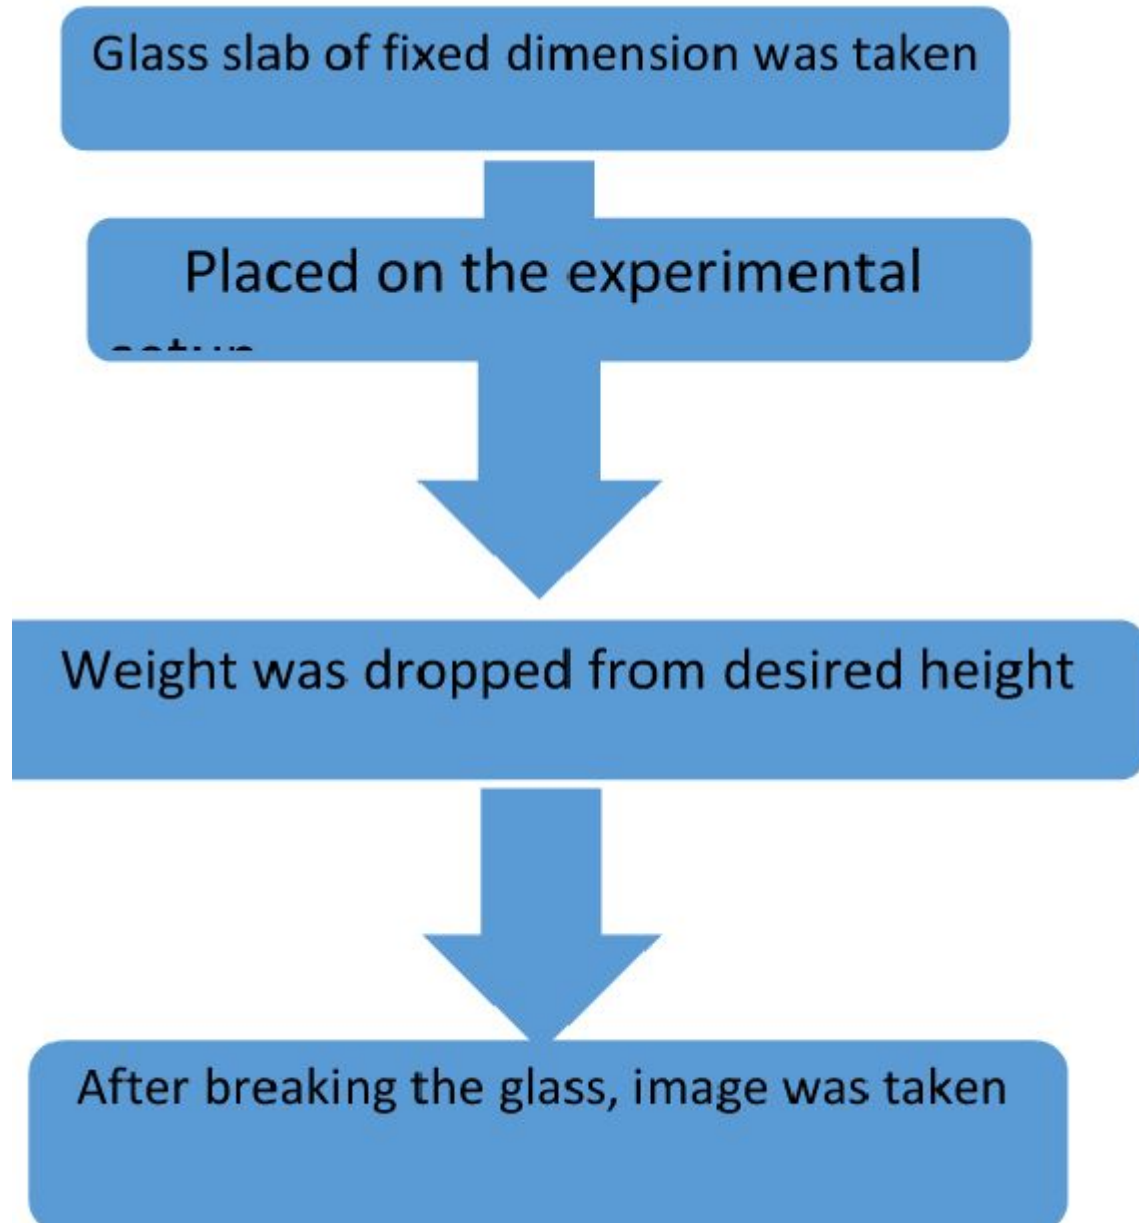 Glass slab of fixed dimension was taken
Placed on the experimental
Weight was dropped from desired height
After breaking the glass, image was taken